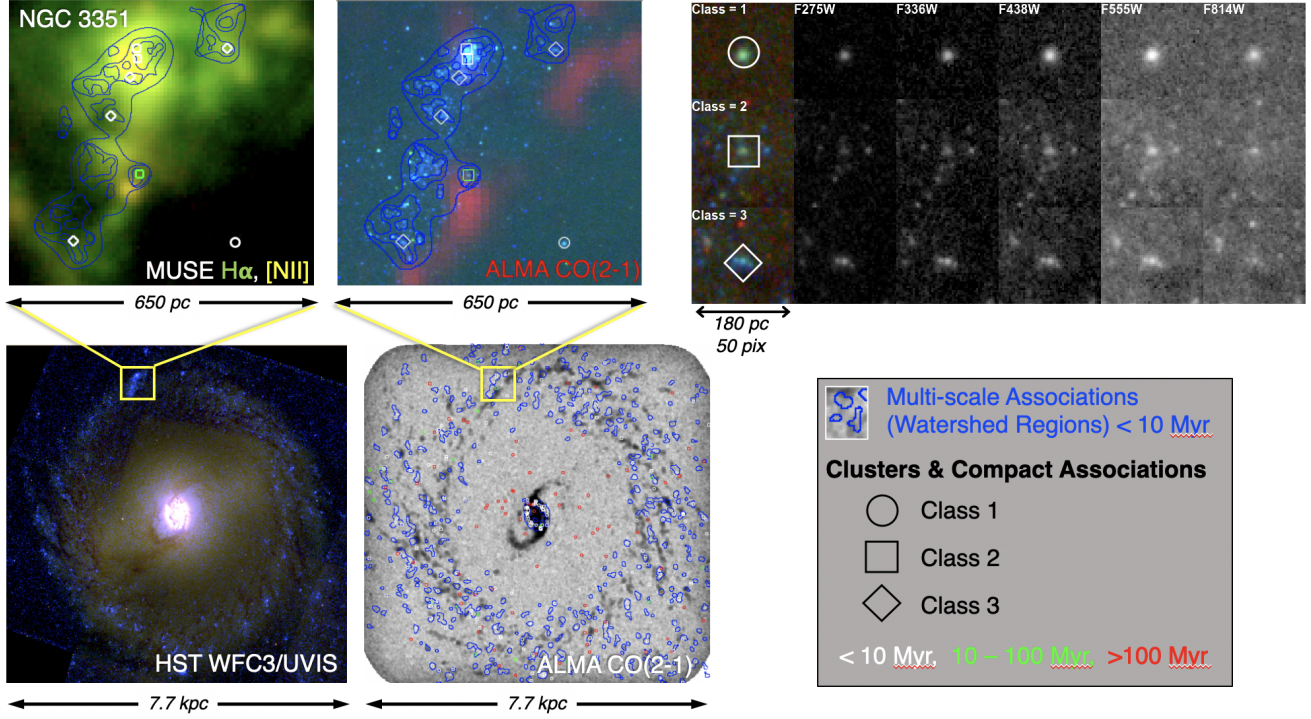 NGC 3351
MUSE Hα, [NII]
ALMA CO(2-1)
650 pc
650 pc
Class = 1
F275W
F336W
F438W
F555W
F814W
Class = 2
Class = 3
180 pc
50 pix
HST WFC3/UVIS
ALMA CO(2-1)
7.7 kpc
7.7 kpc
Multi-scale Associations
(Watershed Regions) < 10 Myr
Clusters & Compact Associations
Class 1
Class 2
Class 3
< 10 Myr, 10 – 100 Myr, >100 Myr